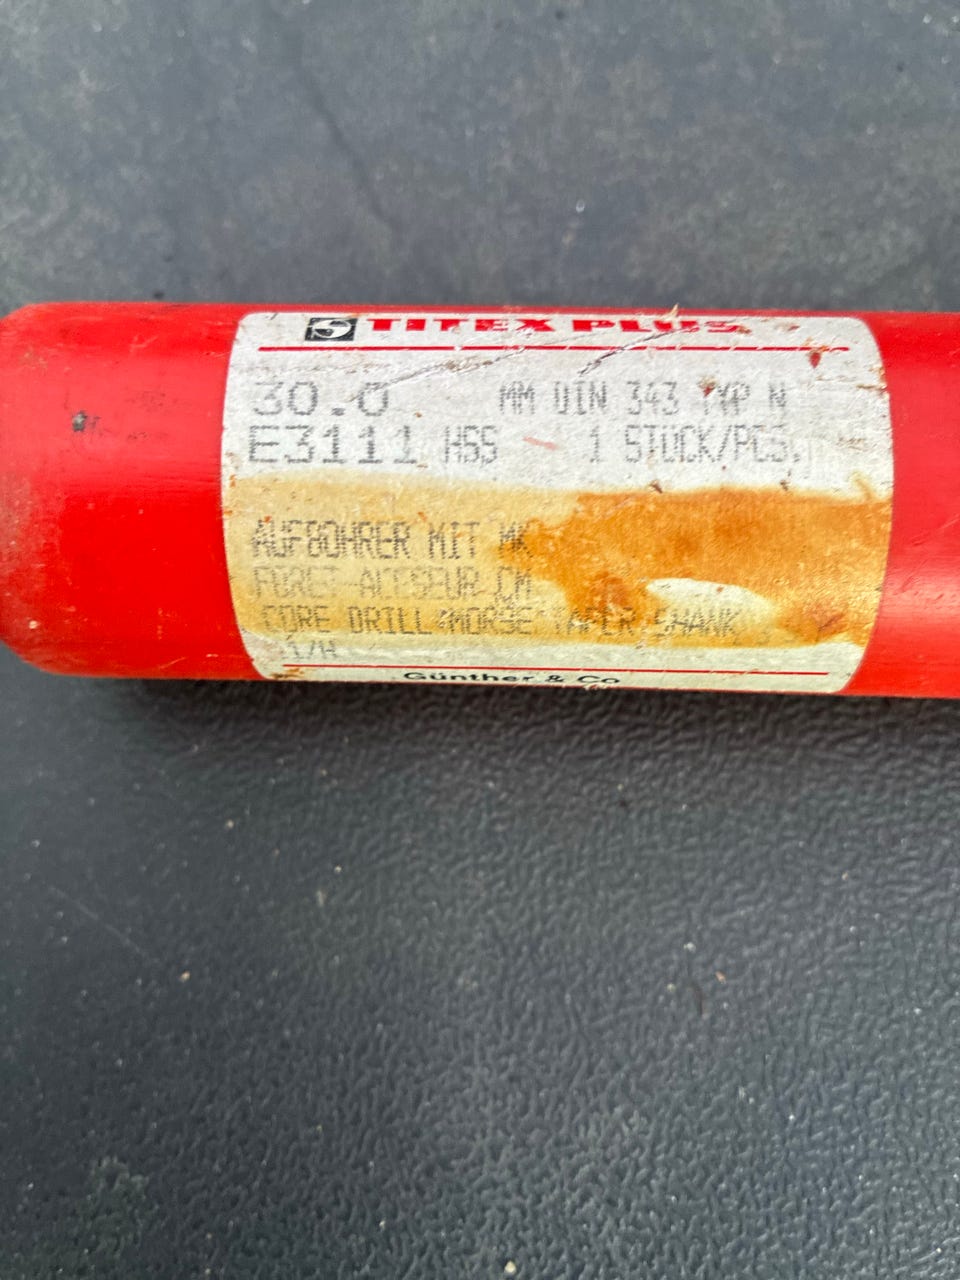 TITEX PLUS
30.0 MM DIN 343 TYP N
E3111 HSS 1 STÜCK/PCS.
AUFBOHRER MIT MK
FORET-ALESEUR CM
CORE DRILL MORSE TAPER SHANK
Günther & Co